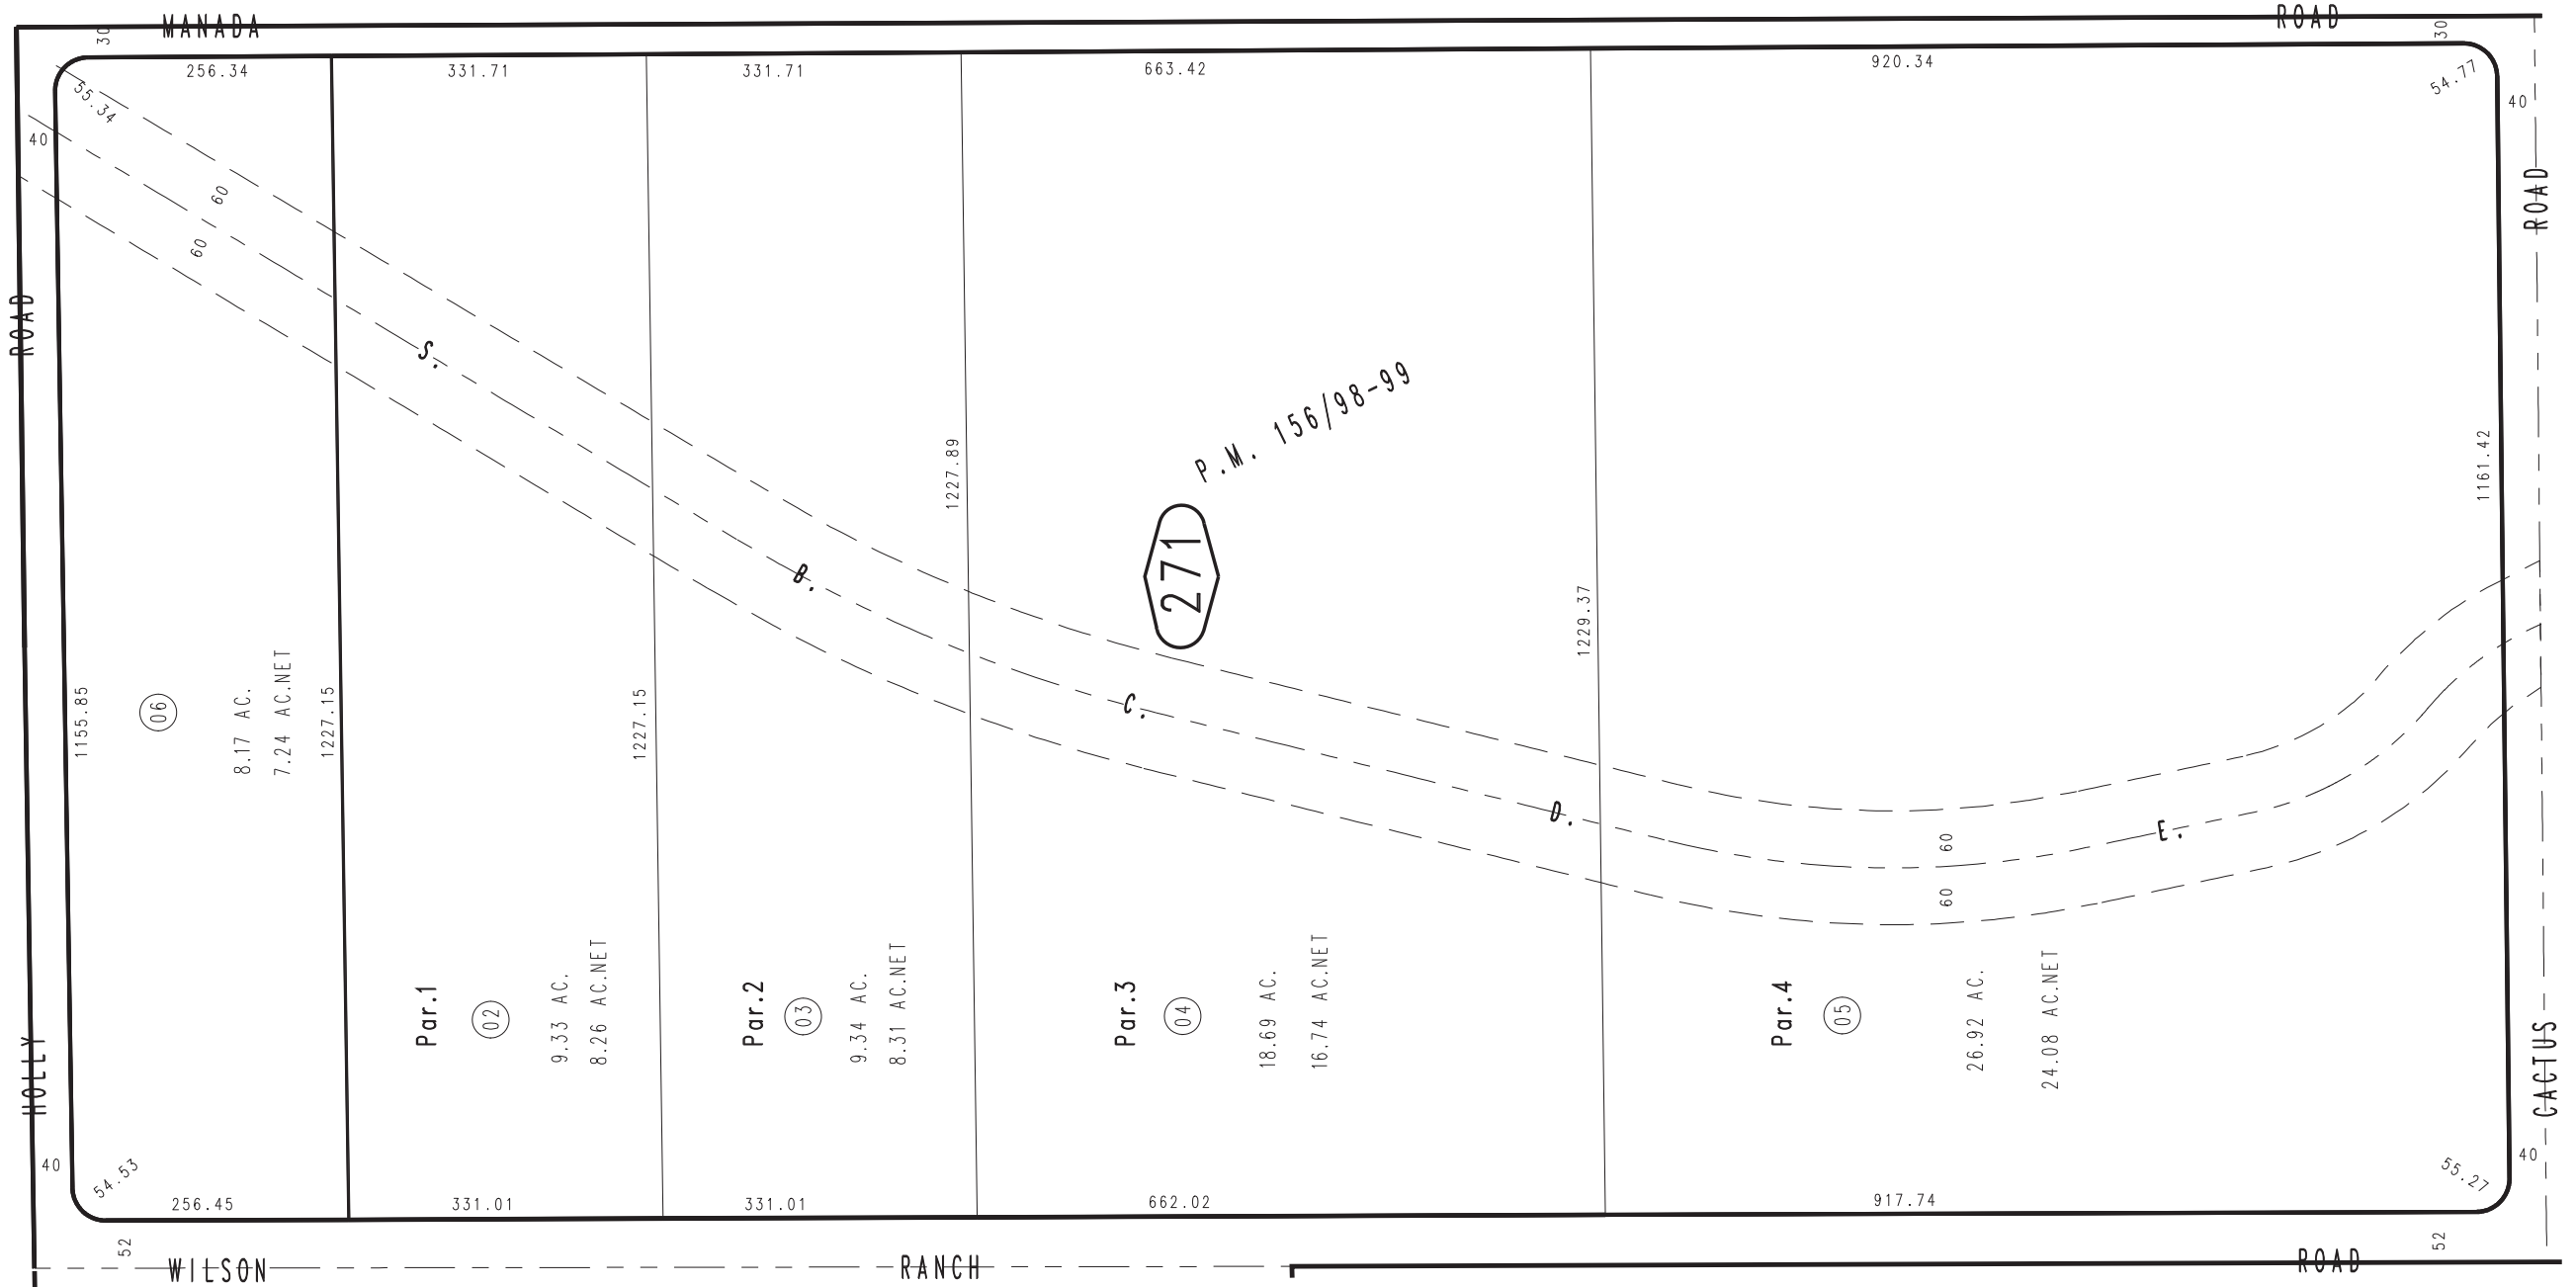 MANADA ROAD
30
30
256.34
331.71
331.71
663.42
920.34
55.34
54.77
40
40
60
60
ROAD
ROAD
S.
P.M. 156/98-99
1227.89
1161.42
271
B.
1229.37
1155.85
06
8.17 AC.
7.24 AC.NET
1227.15
1227.15
C.
D.
E.
60
60
Par.1
02
9.33 AC.
8.26 AC.NET
Par.2
03
9.34 AC.
8.31 AC.NET
Par.3
04
18.69 AC.
16.74 AC.NET
Par.4
05
26.92 AC.
24.08 AC.NET
HOLLY
CACTUS
40
40
54.53
55.27
256.45
331.01
331.01
662.02
917.74
52
52
WILSON RANCH ROAD